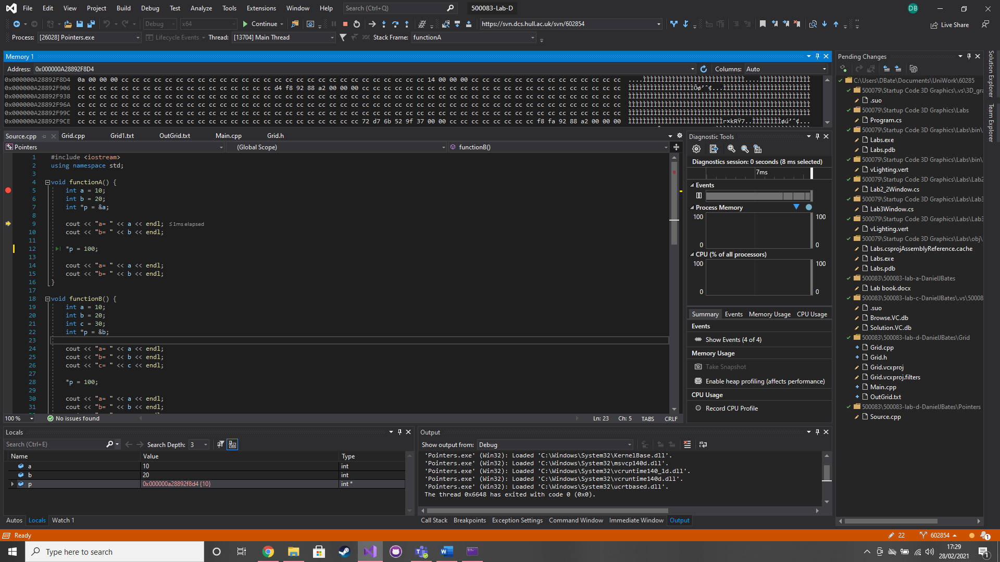 File Edit View Project Build Debug Test Analyze Tools Extensions Window Help Search (Ctrl+Q) 500083-Lab-D DB
Debug x64 Continue https://svn.dcs.hull.ac.uk/svn/602854 Live Share
Process: [26028] Pointers.exe Lifecycle Events Thread: [13704] Main Thread Stack Frame: functionA
Memory 1
Address: 0x000000A28892F8D4 Columns: Auto
0x000000A28892F8D4 0a 00 00 00 cc cc cc cc cc cc cc cc cc cc cc cc cc cc cc cc cc cc cc cc cc cc cc cc cc cc cc cc 14 00 00 00 cc cc cc cc cc cc cc cc cc cc cc cc cc cc
0x000000A28892F906 cc cc cc cc cc cc cc cc cc cc cc cc cc cc cc cc cc cc d4 f8 92 88 a2 00 00 00 cc cc cc cc cc cc cc cc cc cc cc cc cc cc cc cc cc cc cc cc cc cc cc cc
0x000000A28892F938 cc cc cc cc cc cc cc cc cc cc cc cc cc cc cc cc cc cc cc cc cc cc cc cc cc cc cc cc cc cc cc cc cc cc cc cc cc cc cc cc cc cc cc cc cc cc cc cc cc cc
0x000000A28892F96A cc cc cc cc cc cc cc cc cc cc cc cc cc cc cc cc cc cc cc cc cc cc cc cc cc cc cc cc cc cc cc cc cc cc cc cc cc cc cc cc cc cc cc cc cc cc cc cc cc cc
0x000000A28892F99C cc cc cc cc cc cc cc cc cc cc cc cc cc cc cc cc cc cc cc cc cc cc cc cc cc cc cc cc cc cc cc cc cc cc cc cc cc cc cc cc cc cc cc cc cc cc cc cc cc cc
0x000000A28892F9CE cc cc cc cc cc cc cc cc cc cc cc cc cc cc cc cc cc cc cc cc cc cc cc cc cc cc 72 d7 6b 52 9f 37 00 00 cc cc cc cc cc cc cc cc f8 fa 92 88 a2 00 00 00
Source.cpp Grid.cpp Grid1.txt OutGrid.txt Main.cpp Grid.h
Pointers (Global Scope) functionB()
1 #include <iostream>
2 using namespace std;
3
4 void functionA() {
5 int a = 10;
6 int b = 20;
7 int *p = &a;
8
9 cout << "a= " << a << endl; ≤1ms elapsed
10 cout << "b= " << b << endl;
11
12 *p = 100;
13
14 cout << "a= " << a << endl;
15 cout << "b= " << b << endl;
16 }
17
18 void functionB() {
19 int a = 10;
20 int b = 20;
21 int c = 30;
22 int *p = &b;
23
24 cout << "a= " << a << endl;
25 cout << "b= " << b << endl;
26 cout << "c= " << c << endl;
27
28 *p = 100;
29
30 cout << "a= " << a << endl;
31 cout << "b= " << b << endl;
100 % No issues found Ln: 23 Ch: 5 TABS CRLF
Diagnostic Tools
Diagnostics session: 0 seconds (8 ms selected)
7ms
Events
Process Memory
100 100
0 0
CPU (% of all processors)
100 100
0 0
Summary Events Memory Usage CPU Usage
Events
Show Events (4 of 4)
Memory Usage
Take Snapshot
Enable heap profiling (affects performance)
CPU Usage
Record CPU Profile
Pending Changes
C:\Users\DBate\Documents\UniWork\60285
500079\Startup Code 3D Graphics\.vs\3D_gra
.suo
500079\Startup Code 3D Graphics\Labs
Program.cs
500079\Startup Code 3D Graphics\Labs\bin\
Labs.exe
Labs.pdb
500079\Startup Code 3D Graphics\Labs\bin\
vLighting.vert
500079\Startup Code 3D Graphics\Labs\Lab2
Lab2_2Window.cs
500079\Startup Code 3D Graphics\Labs\Lab3
Lab3Window.cs
500079\Startup Code 3D Graphics\Labs\Lab3
vLighting.vert
500079\Startup Code 3D Graphics\Labs\obj\
Labs.csprojAssemblyReference.cache
Labs.exe
Labs.pdb
500083\500083-lab-a-DanielJBates
Lab book.docx
500083\500083-lab-c-DanielJBates\.vs\50008
.suo
Browse.VC.db
Solution.VC.db
500083\500083-lab-d-DanielJBates\Grid
Grid.cpp
Grid.h
Grid.vcxproj
Grid.vcxproj.filters
Main.cpp
OutGrid.txt
500083\500083-lab-d-DanielJBates\Pointers
Source.cpp
Solution Explorer
Team Explorer
Locals
Search (Ctrl+E) Search Depth: 3
Name Value Type
a 10 int
b 20 int
p 0x000000a28892f8d4 {10} int *
Autos Locals Watch 1
Output
Show output from: Debug
'Pointers.exe' (Win32): Loaded 'C:\Windows\System32\KernelBase.dll'.
'Pointers.exe' (Win32): Loaded 'C:\Windows\System32\msvcp140d.dll'.
'Pointers.exe' (Win32): Loaded 'C:\Windows\System32\vcruntime140_1d.dll'.
'Pointers.exe' (Win32): Loaded 'C:\Windows\System32\vcruntime140d.dll'.
'Pointers.exe' (Win32): Loaded 'C:\Windows\System32\ucrtbased.dll'.
The thread 0x6648 has exited with code 0 (0x0).
Call Stack Breakpoints Exception Settings Command Window Immediate Window Output
Ready 22 602854 1
Type here to search 17:29
28/02/2021 1